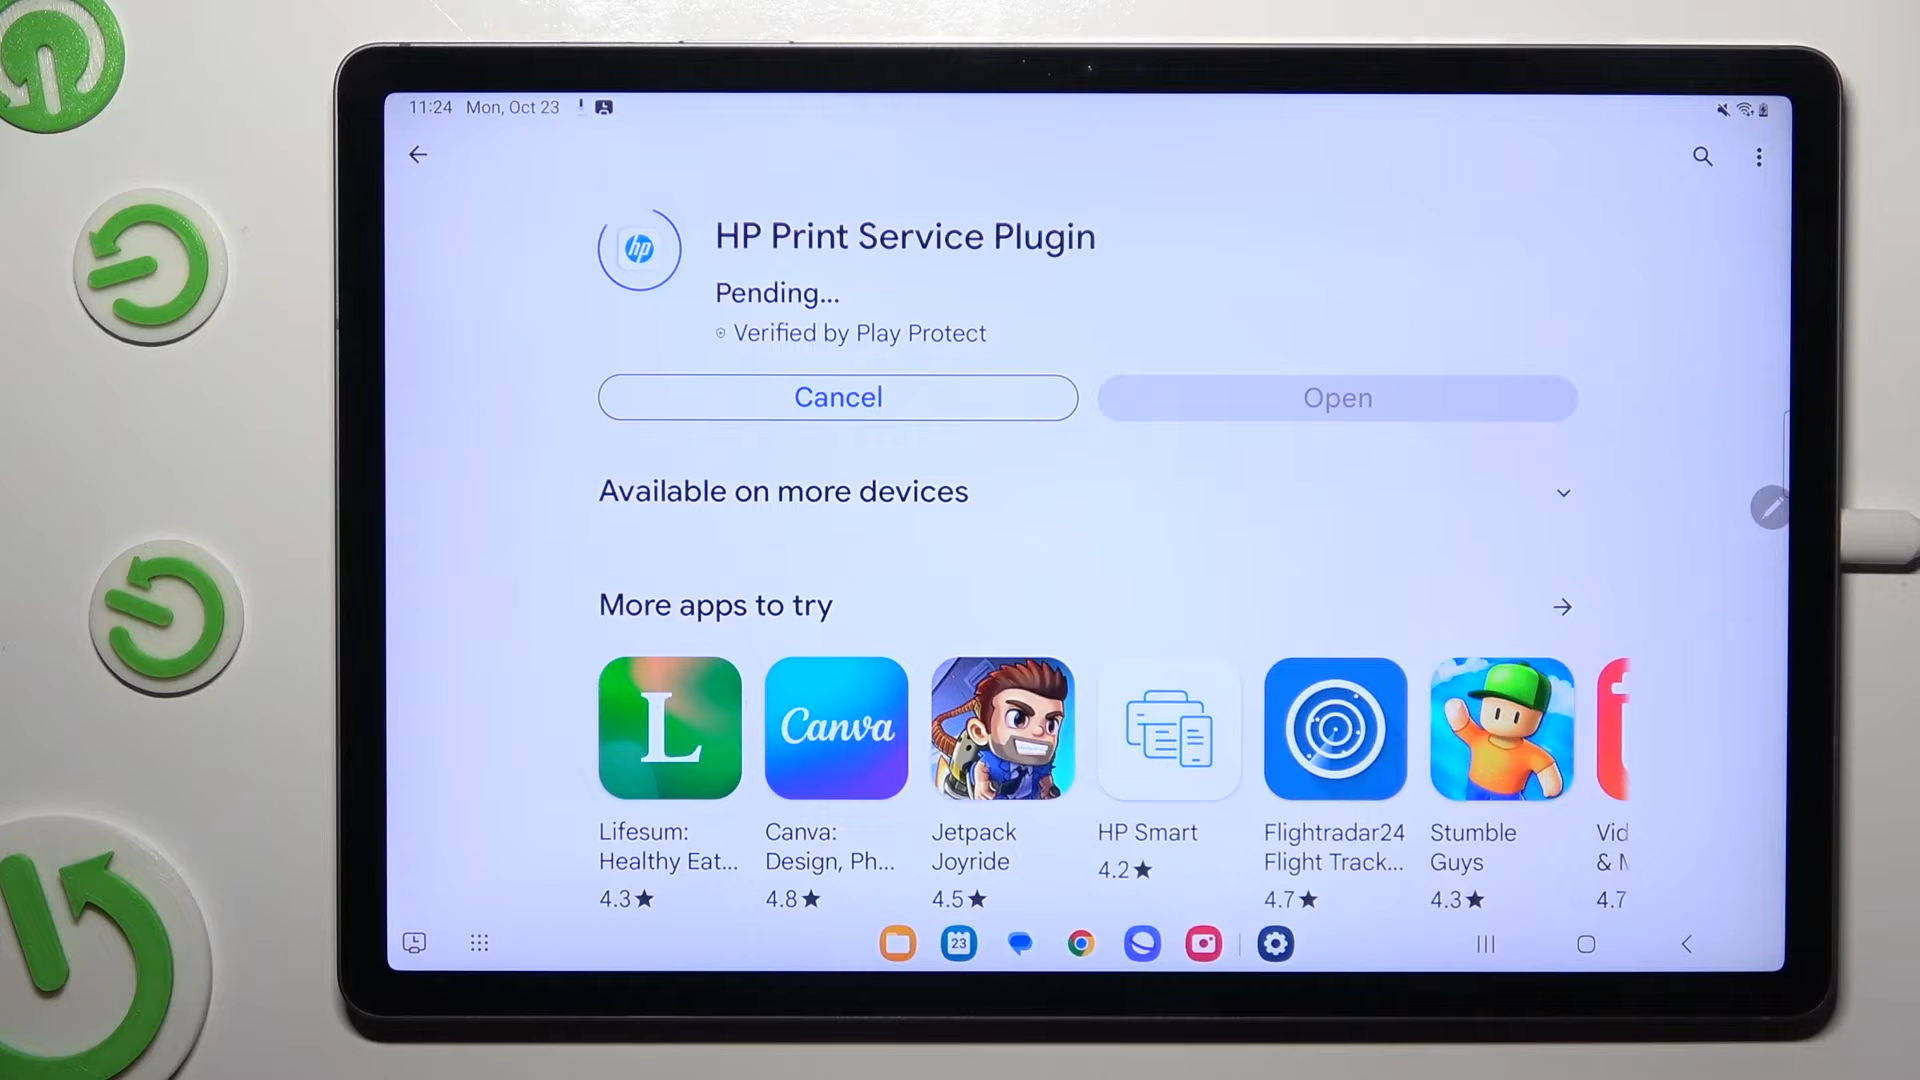 11:24 Mon, Oct 23
hp
HP Print Service Plugin
Pending...
Verified by Play Protect
Cancel
Open
Available on more devices
More apps to try
L
Canva
Lifesum:
Healthy Eat...
4.3★
Canva:
Design, Ph...
4.8★
Jetpack
Joyride
4.5★
HP Smart
4.2★
Flightradar24
Flight Track...
4.7★
Stumble
Guys
4.3★
Vid
& M
4.7
23